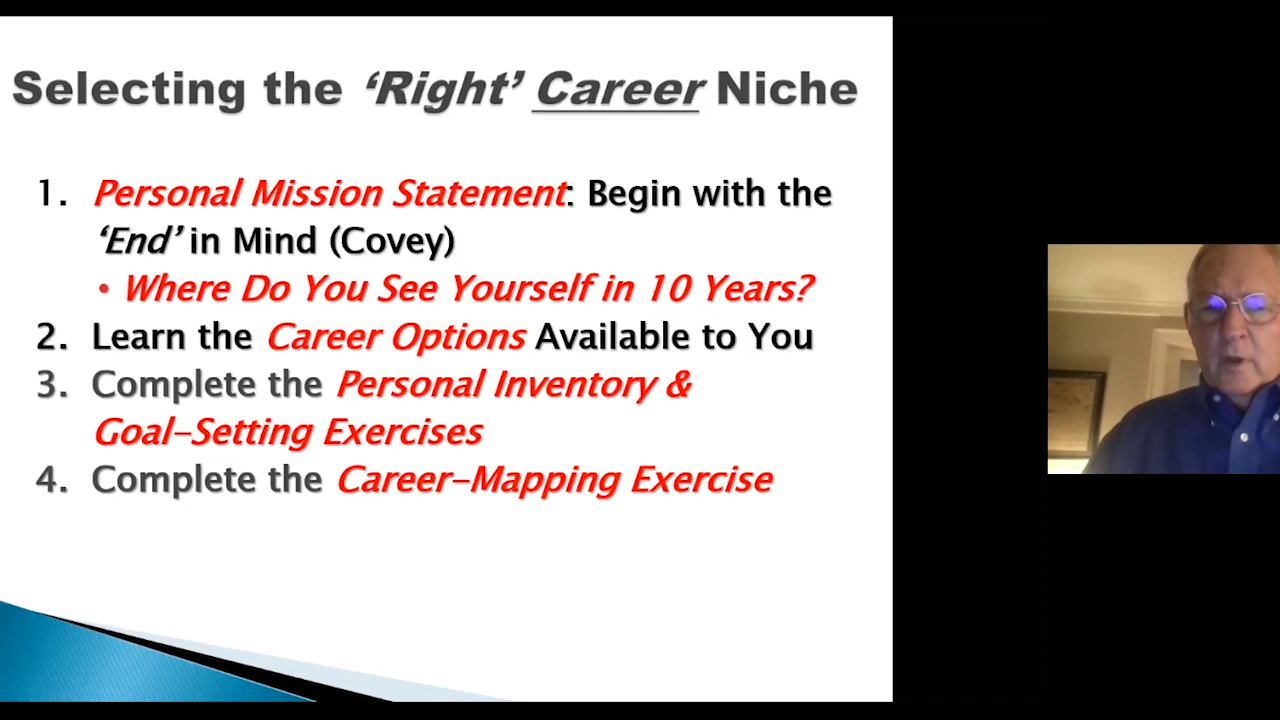 Selecting the ‘Right’ Career Niche
1. Personal Mission Statement: Begin with the
‘End’ in Mind (Covey)
• Where Do You See Yourself in 10 Years?
2. Learn the Career Options Available to You
3. Complete the Personal Inventory &
Goal-Setting Exercises
4. Complete the Career-Mapping Exercise